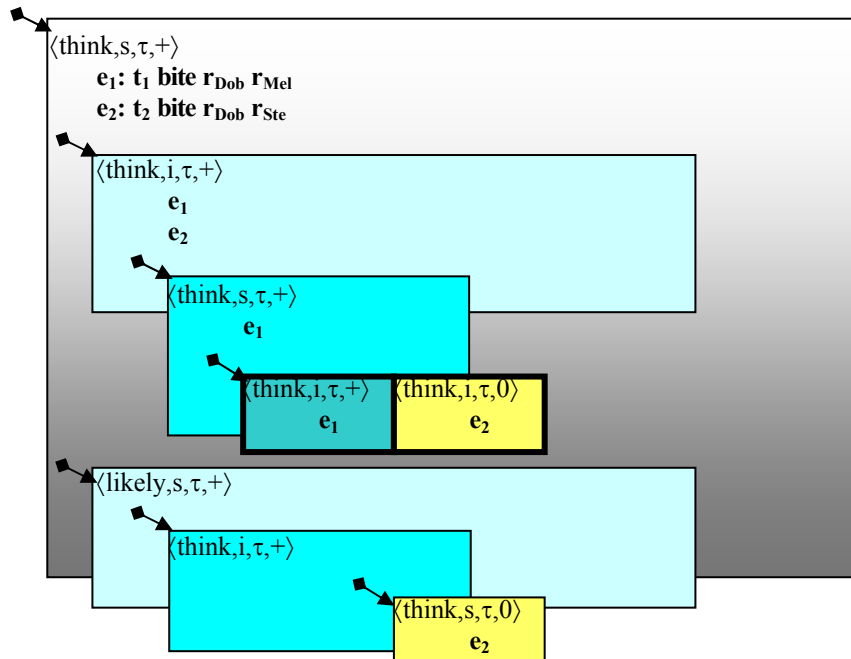 ⟨think,s,τ,+⟩
e₁: t₁ bite r_Dob r_Mel
e₂: t₂ bite r_Dob r_Ste
⟨think,i,τ,+⟩
e₁
e₂
⟨think,s,τ,+⟩
e₁
⟨think,i,τ,+⟩ ⟨think,i,τ,0⟩
e₁ e₂
⟨likely,s,τ,+⟩
⟨think,i,τ,+⟩
⟨think,s,τ,0⟩
e₂